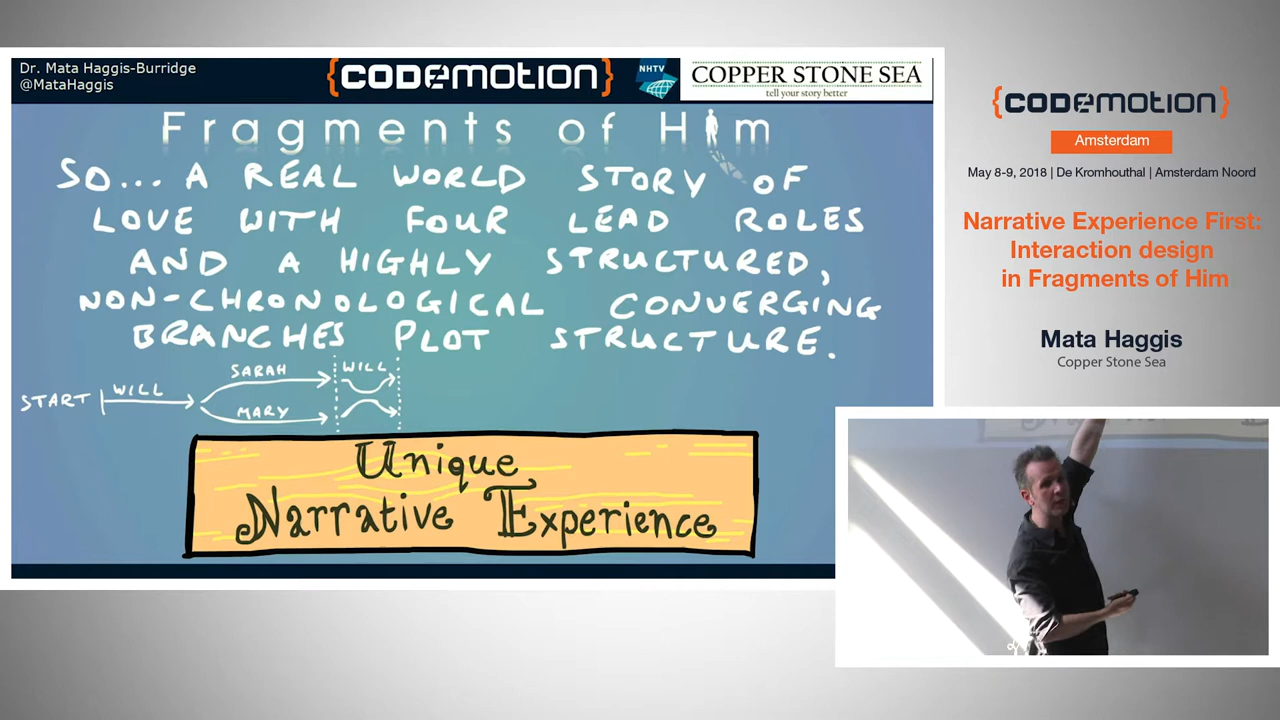 Dr. Mata Haggis-Burridge
@MataHaggis
{CODEMOTION}
NHTV
COPPER STONE SEA
tell your story better
Fragments of Him
SO... A REAL WORLD STORY OF
LOVE WITH FOUR LEAD ROLES
AND A HIGHLY STRUCTURED,
NON-CHRONOLOGICAL CONVERGING
BRANCHES PLOT STRUCTURE.
START WILL SARAH WILL
MARY
Unique
Narrative Experience
{CODEMOTION}
Amsterdam
May 8-9, 2018 | De Kromhouthal | Amsterdam Noord
Narrative Experience First:
Interaction design
in Fragments of Him
Mata Haggis
Copper Stone Sea